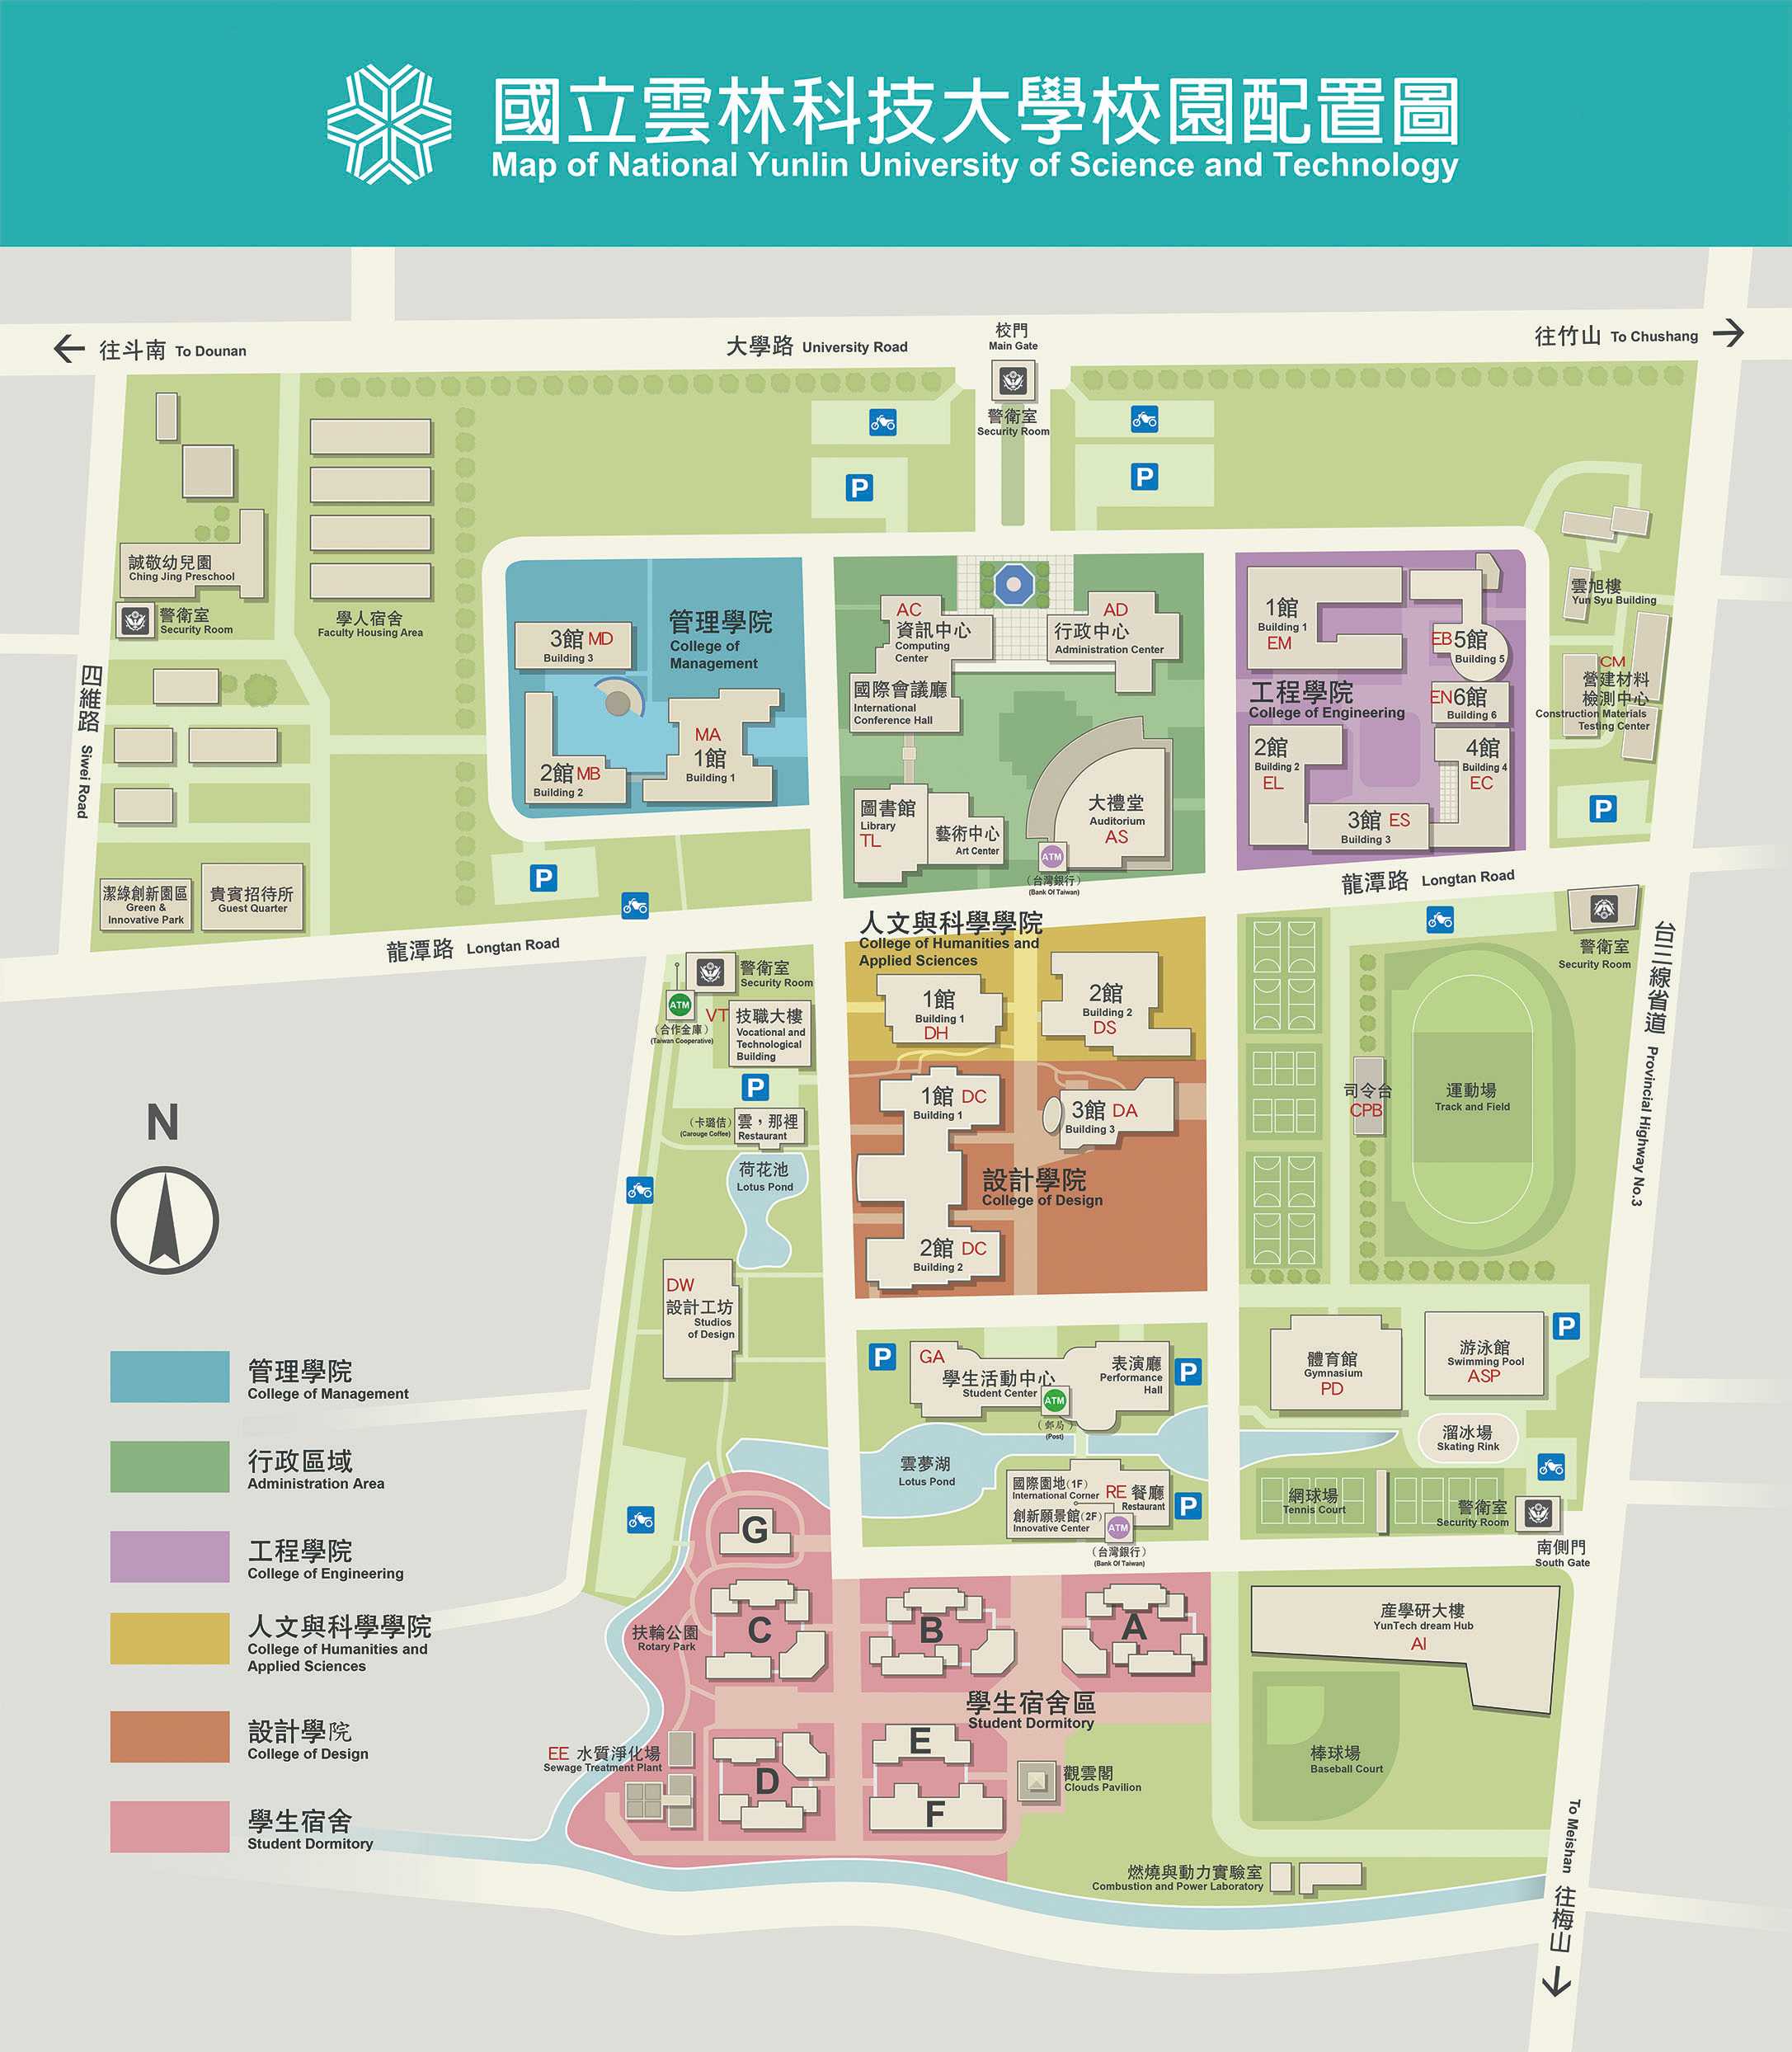 國立雲林科技大學校園配置圖
Map of National Yunlin University of Science and Technology
往斗南 To Dounan
大學路 University Road
校門
Main Gate
往竹山 To Chushang
警衛室
Security Room
P
P
誠敬幼兒園
Ching Jing Preschool
警衛室
Security Room
學人宿舍
Faculty Housing Area
四維路 Siwei Road
潔綠創新園區
Green &
Innovative Park
貴賓招待所
Guest Quarter
3館 MD
Building 3
管理學院
College of
Management
MA
1館
Building 1
2館 MB
Building 2
P
AC
資訊中心
Computing
Center
AD
行政中心
Administration Center
國際會議廳
International
Conference Hall
圖書館
Library
TL
藝術中心
Art Center
大禮堂
Auditorium
AS
ATM
(台灣銀行)
(Bank Of Taiwan)
1館
Building 1
EM
EB 5館
Building 5
工程學院
College of Engineering
EN 6館
Building 6
2館
Building 2
EL
4館
Building 4
EC
3館 ES
Building 3
雲旭樓
Yun Syu Building
CM
營建材料
檢測中心
Construction Materials
Testing Center
P
龍潭路 Longtan Road
龍潭路 Longtan Road
警衛室
Security Room
台三線省道 Provincial Highway No.3
警衛室
Security Room
ATM
(合作金庫)
(Taiwan Cooperative)
VT
技職大樓
Vocational and
Technological
Building
P
(卡璐佶)
(Carouge Coffee)
雲，那裡
Restaurant
荷花池
Lotus Pond
DW
設計工坊
Studios
of Design
人文與科學學院
College of Humanities and
Applied Sciences
1館
Building 1
DH
2館
Building 2
DS
1館 DC
Building 1
3館 DA
Building 3
設計學院
College of Design
2館 DC
Building 2
司令台
CPB
運動場
Track and Field
P
GA
學生活動中心
Student Center
表演廳
Performance
Hall
P
ATM
(郵局)
(Post)
雲夢湖
Lotus Pond
國際園地(1F)
International Corner
創新願景館(2F)
Innovative Center
RE 餐廳
Restaurant
P
ATM
(台灣銀行)
(Bank Of Taiwan)
體育館
Gymnasium
PD
游泳館
Swimming Pool
ASP
P
溜冰場
Skating Rink
網球場
Tennis Court
警衛室
Security Room
南側門
South Gate
G
C
B
A
扶輪公園
Rotary Park
學生宿舍區
Student Dormitory
EE 水質淨化場
Sewage Treatment Plant
D
E
F
觀雲閣
Clouds Pavilion
產學研大樓
YunTech dream Hub
AI
棒球場
Baseball Court
燃燒與動力實驗室
Combustion and Power Laboratory
To Meishan 往梅山
N
管理學院
College of Management
行政區域
Administration Area
工程學院
College of Engineering
人文與科學學院
College of Humanities and
Applied Sciences
設計學院
College of Design
學生宿舍
Student Dormitory